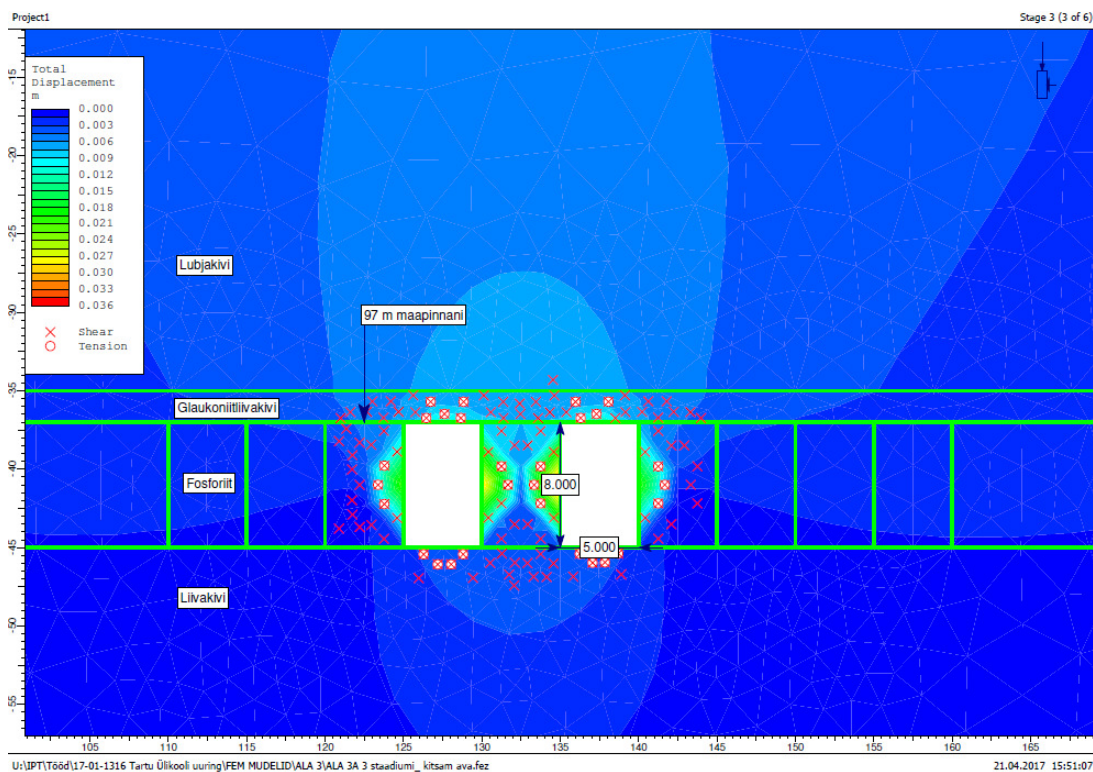 Project1
Stage 3 (3 of 6)
Total
Displacement
m
0.000
0.003
0.006
0.009
0.012
0.015
0.018
0.021
0.024
0.027
0.030
0.033
0.036
Shear
Tension
Lubjakivi
97 m maapinnani
Glaukoniitliivakivi
Fosforiit
8.000
5.000
Liivakivi
-15
-20
-25
-30
-35
-40
-45
-50
-55
105
110
115
120
125
130
135
140
145
150
155
160
165
U:\IPT\Tööd\17-01-1316 Tartu Ülikooli uuring\FEM MUDELID\ALA 3\ALA 3A 3 staadiumi_ kitsam ava.fez
21.04.2017 15:51:07